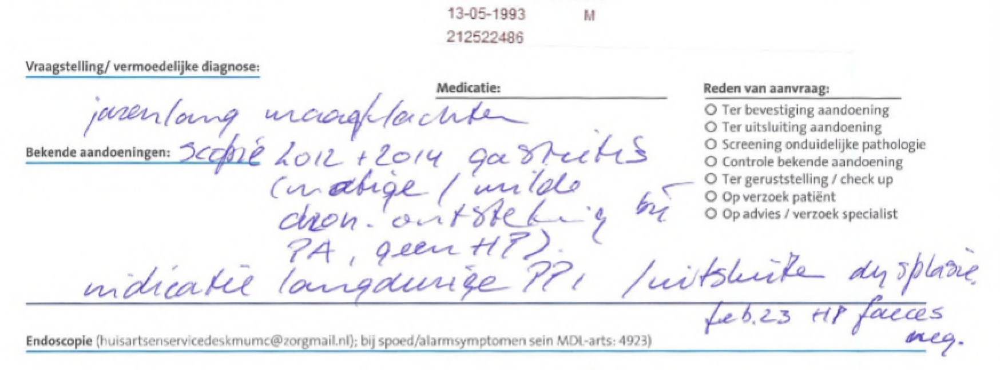 13-05-1993 M
212522486
Vraagstelling/ vermoedelijke diagnose:
Medicatie:
Reden van aanvraag:
jarenlang maagklachten
O Ter bevestiging aandoening
O Ter uitsluiting aandoening
O Screening onduidelijke pathologie
O Controle bekende aandoening
O Ter geruststelling / check up
O Op verzoek patiënt
O Op advies / verzoek specialist
Bekende aandoeningen: Scopie 2012 + 2014 gastritis
(matige / milde
chron. ontsteking bij
PA, geen HP).
indicatie langdurige PPI / uitsluiten dysplasie.
feb.23 HP faeces
neg.
Endoscopie (huisartsenservicedeskmumc@zorgmail.nl); bij spoed/alarmsymptomen sein MDL-arts: 4923)